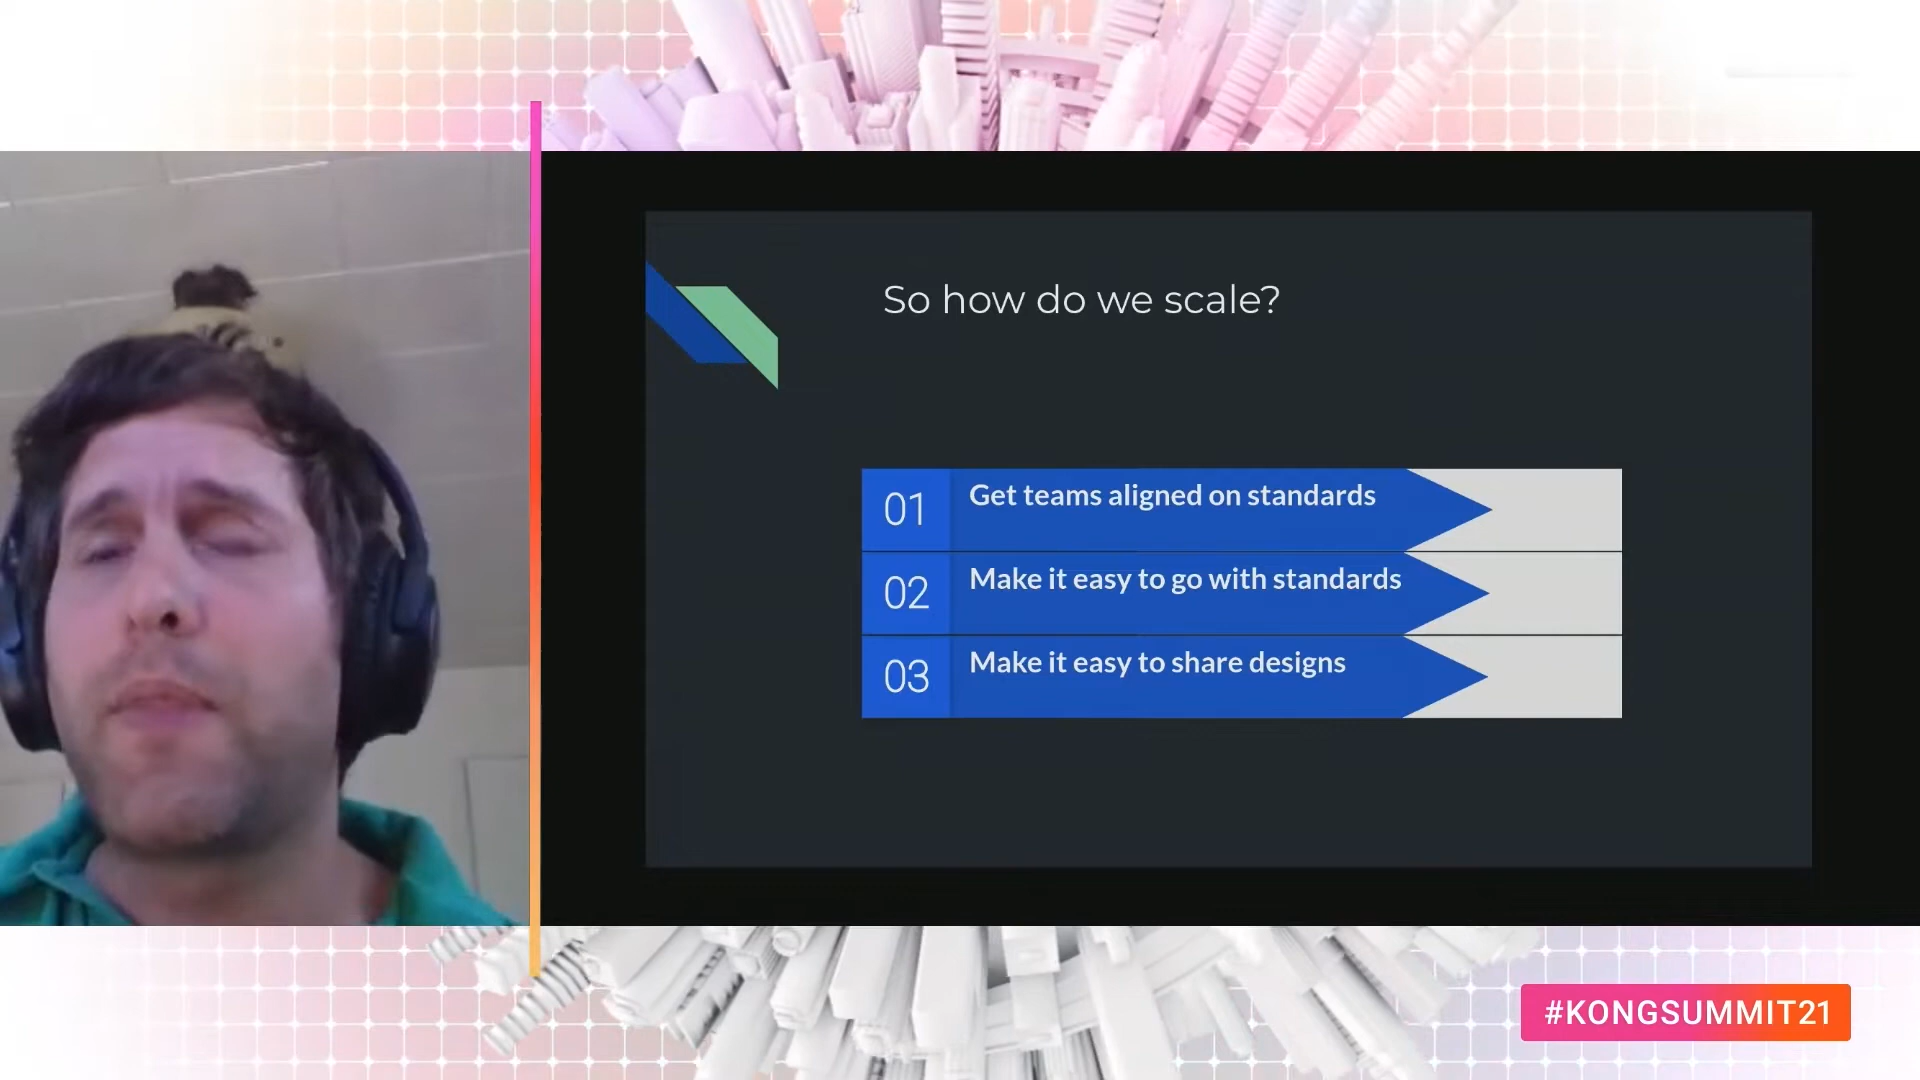 So how do we scale?
01 Get teams aligned on standards
02 Make it easy to go with standards
03 Make it easy to share designs
#KONGSUMMIT21